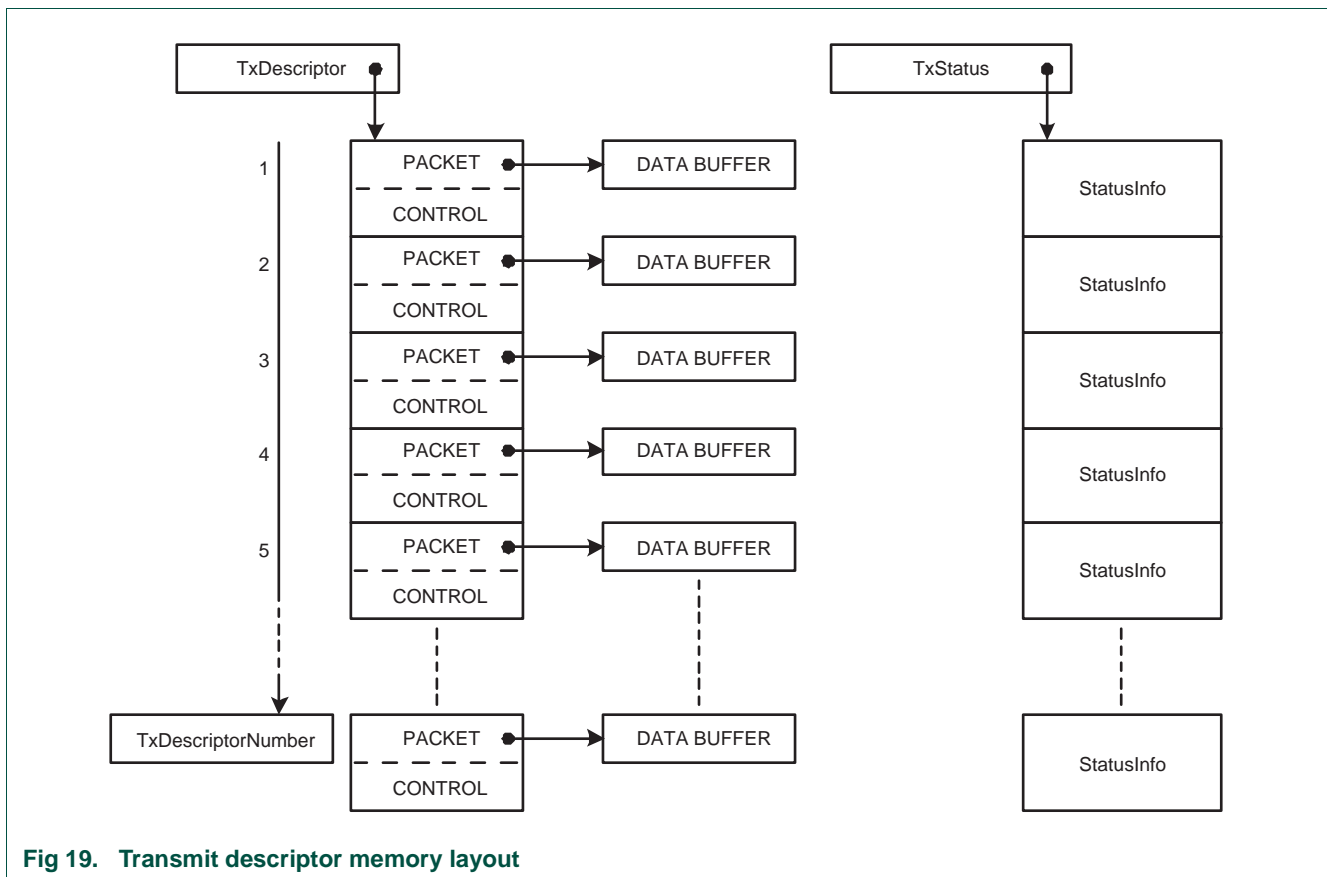 TxDescriptor
TxStatus
1
PACKET
DATA BUFFER
StatusInfo
CONTROL
2
PACKET
DATA BUFFER
StatusInfo
CONTROL
3
PACKET
DATA BUFFER
StatusInfo
CONTROL
4
PACKET
DATA BUFFER
StatusInfo
CONTROL
5
PACKET
DATA BUFFER
StatusInfo
CONTROL
TxDescriptorNumber
PACKET
DATA BUFFER
StatusInfo
CONTROL
Fig 19. Transmit descriptor memory layout